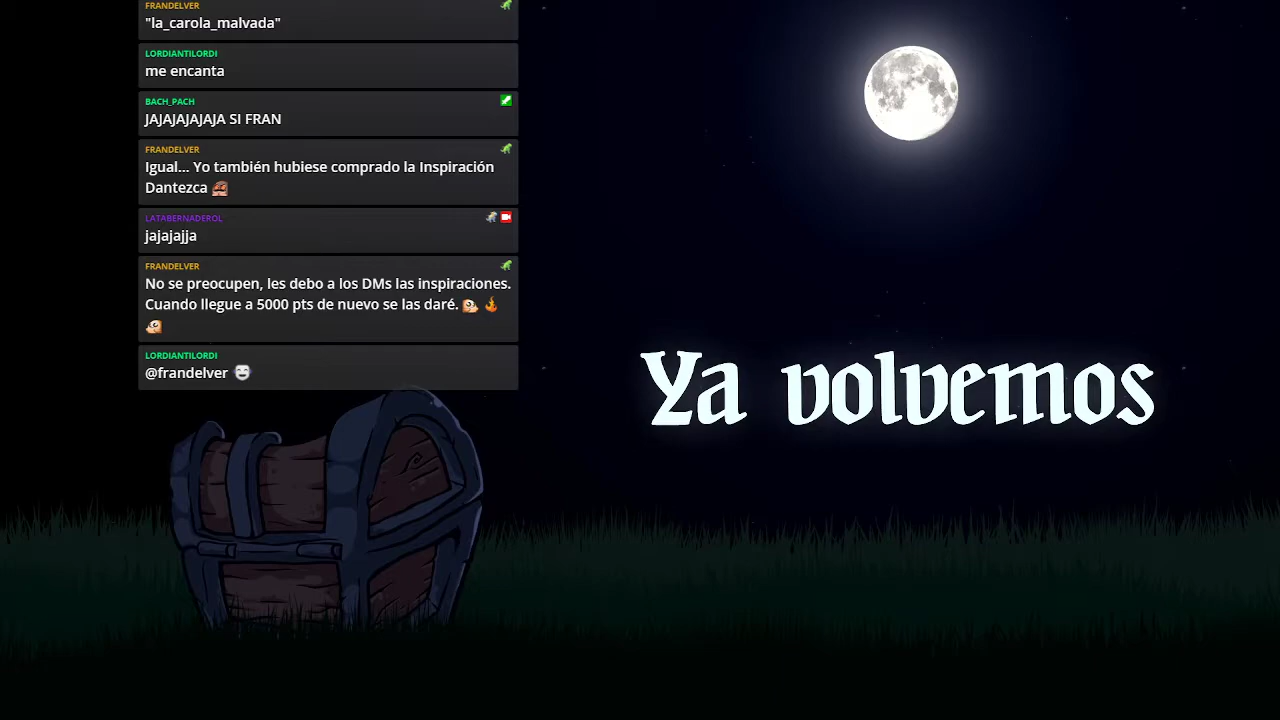 FRANDELVER
"la_carola_malvada"
LORDIANTILORDI
me encanta
BACH_PACH
JAJAJAJAJAJA SI FRAN
FRANDELVER
Igual... Yo también hubiese comprado la Inspiración
Dantezca
LATABERNADEROL
jajajajja
FRANDELVER
No se preocupen, les debo a los DMs las inspiraciones.
Cuando llegue a 5000 pts de nuevo se las daré.
LORDIANTILORDI
@frandelver
Ya volvemos